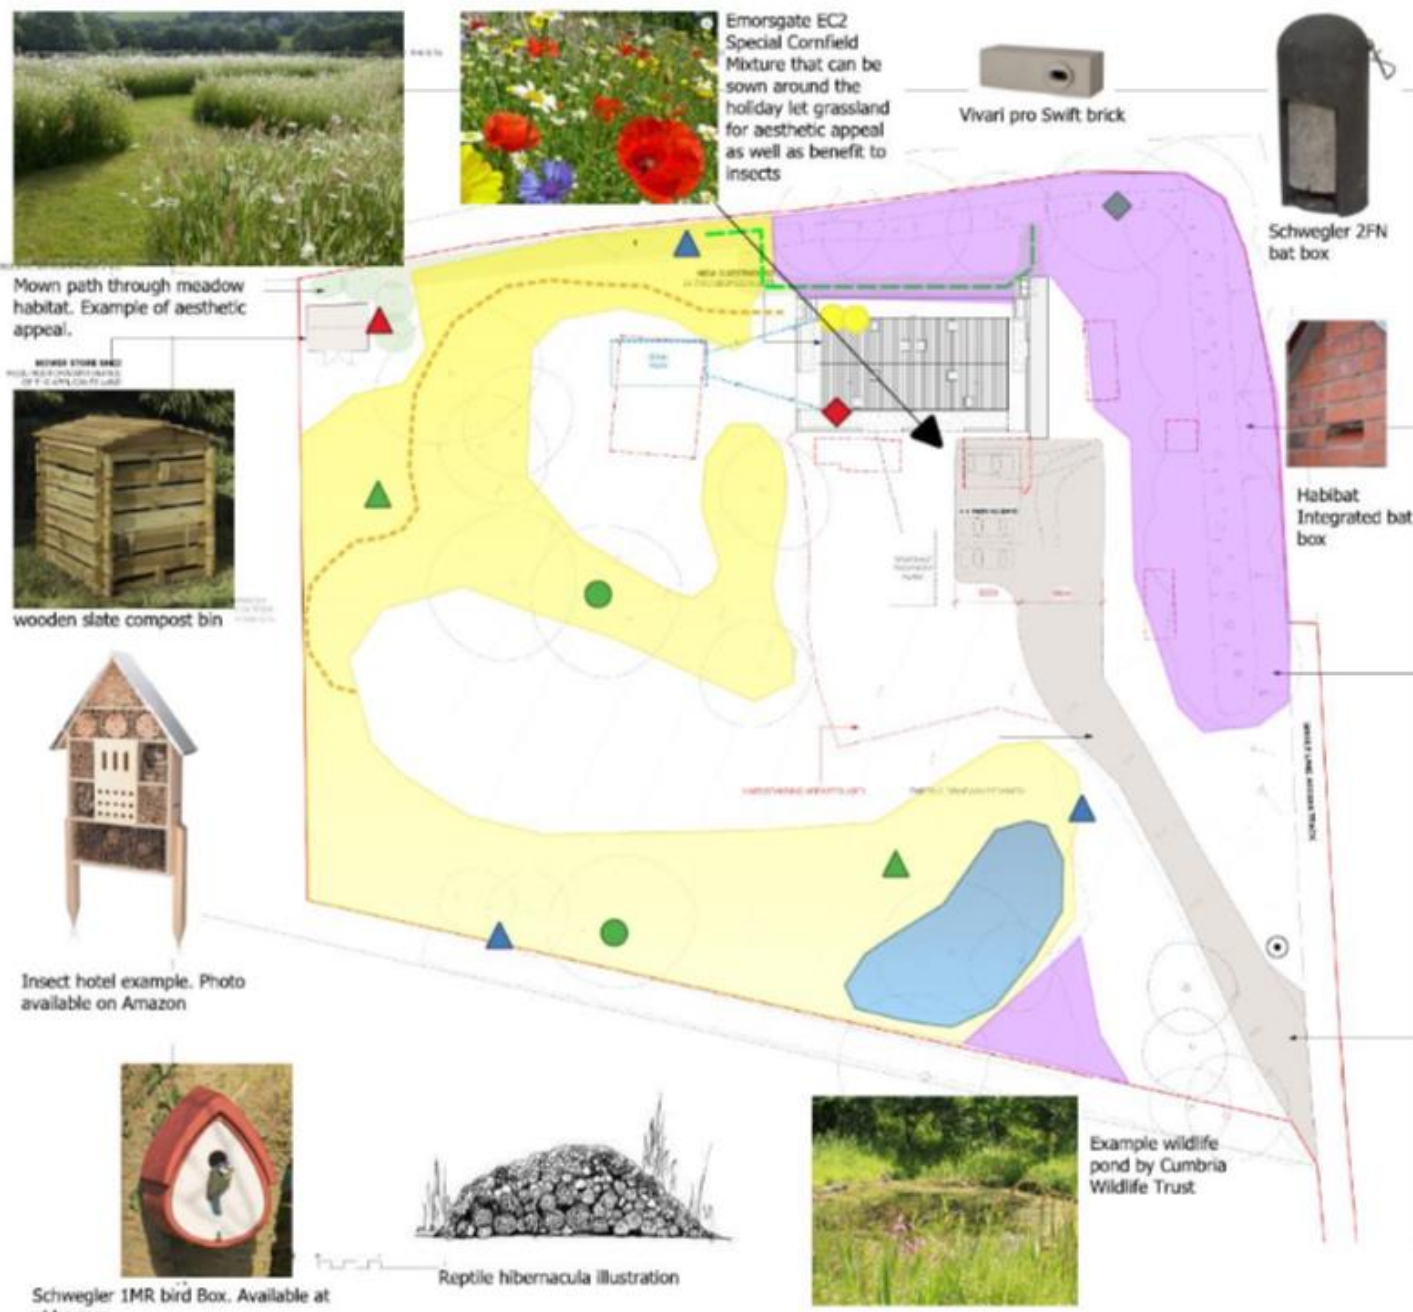 Emorsgate EC2
Special Cornfield
Mixture that can be
sown around the
holiday let grassland
for aesthetic appeal
as well as benefit to
insects
Vivari pro Swift brick
Schwegler 2FN
bat box
Mown path through meadow
habitat. Example of aesthetic
appeal.
MOWER STORE SHED
Habibat
Integrated bat
box
wooden slate compost bin
Insect hotel example. Photo
available on Amazon
Example wildlife
pond by Cumbria
Wildlife Trust
Reptile hibernacula illustration
Schwegler 1MR bird Box. Available at